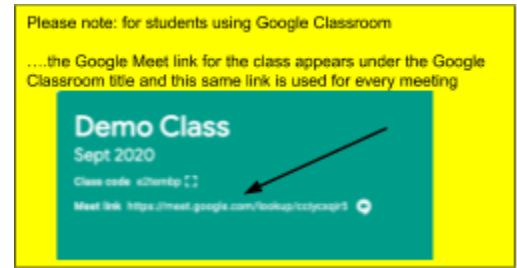 Please note: for students using Google Classroom
....the Google Meet link for the class appears under the Google
Classroom title and this same link is used for every meeting
Demo Class
Sept 2020
Class code
Meet link https://meet.google.com/lookup/